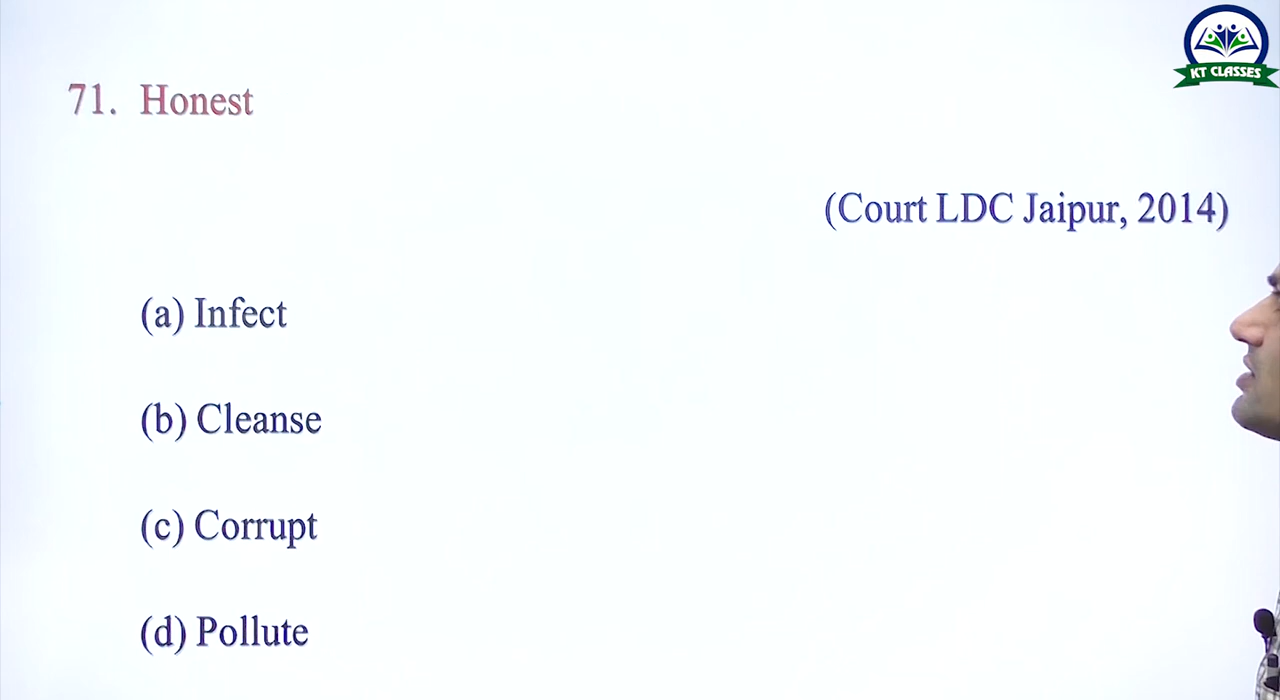 KT CLASSES
71. Honest
(Court LDC Jaipur, 2014)
(a) Infect
(b) Cleanse
(c) Corrupt
(d) Pollute